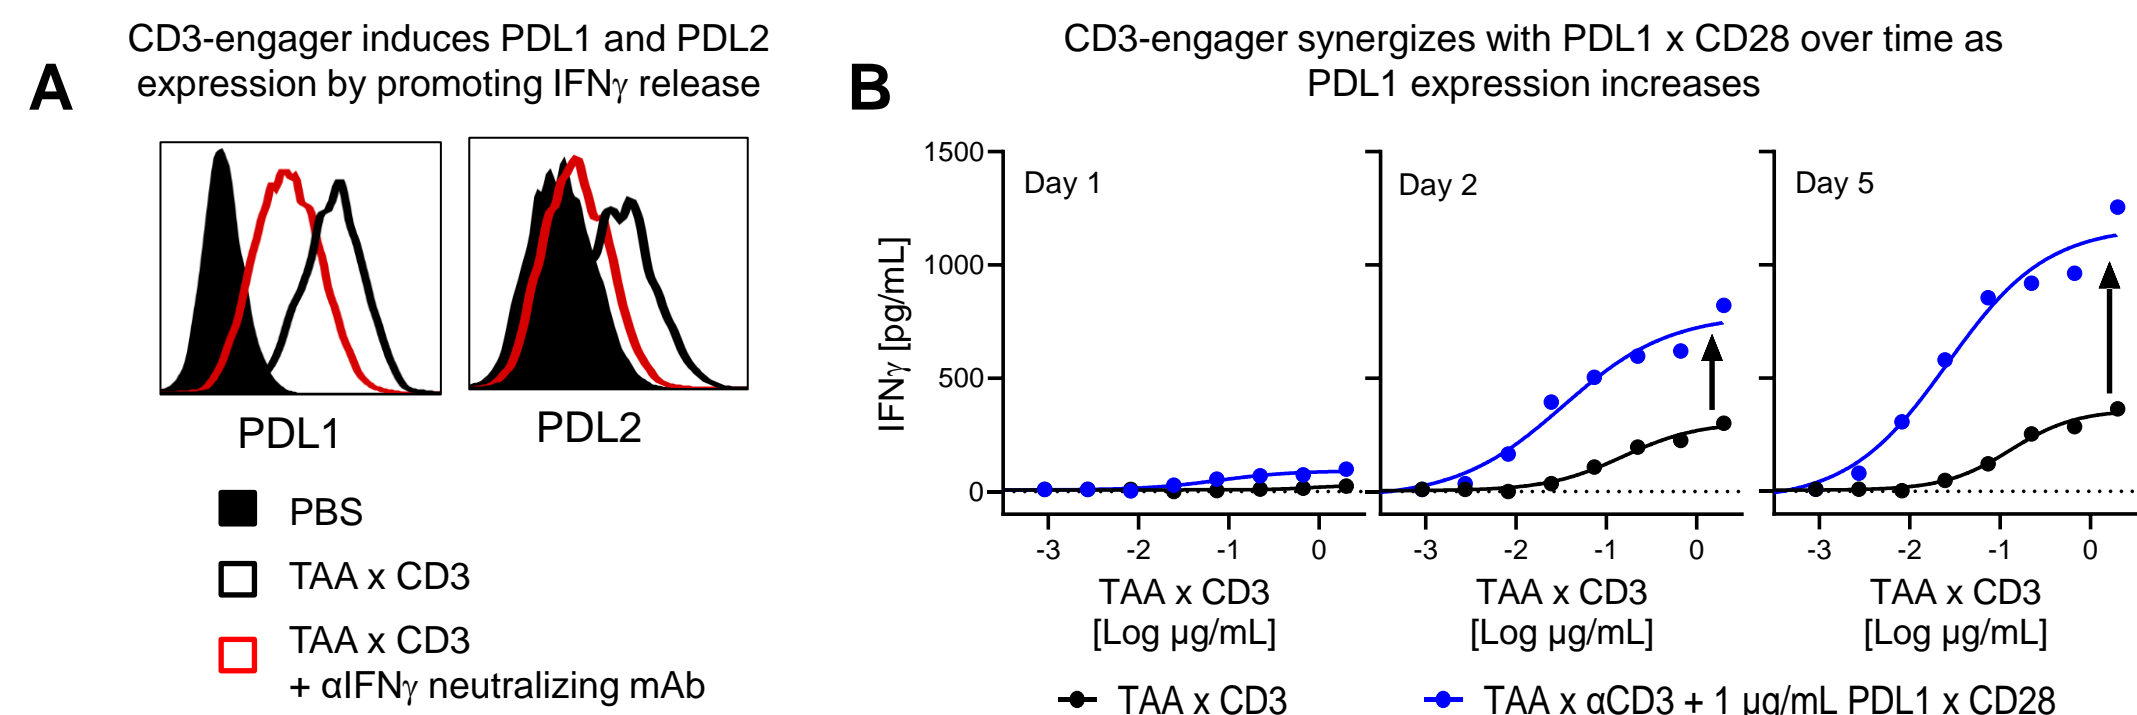 CD3-engager induces PDL1 and PDL2
expression by promoting IFNγ release
A
PDL1
PDL2
PBS
TAA x CD3
TAA x CD3
+ αIFNγ neutralizing mAb
CD3-engager synergizes with PDL1 x CD28 over time as
PDL1 expression increases
B
IFNγ [pg/mL]
1500
1000
500
0
Day 1
Day 2
Day 5
-3 -2 -1 0
-3 -2 -1 0
-3 -2 -1 0
TAA x CD3
[Log µg/mL]
TAA x CD3
[Log µg/mL]
TAA x CD3
[Log µg/mL]
TAA x CD3
TAA x αCD3 + 1 µg/mL PDL1 x CD28